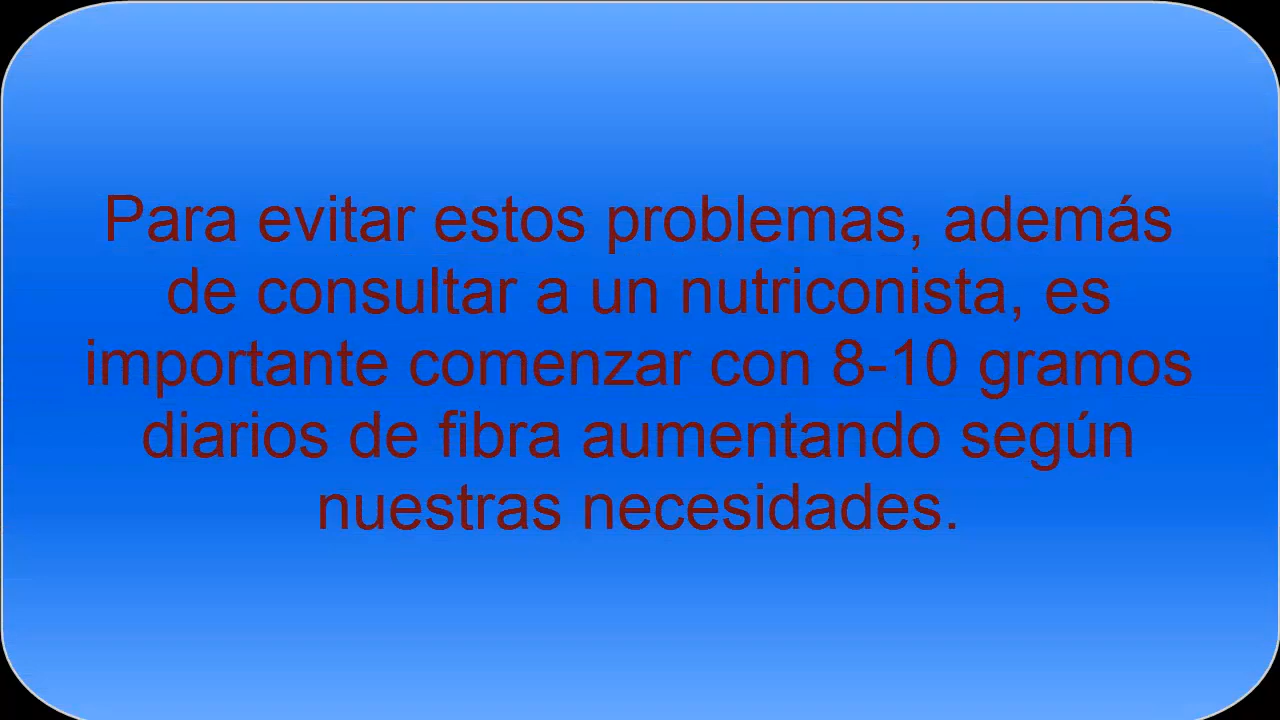 Para evitar estos problemas, además
de consultar a un nutriconista, es
importante comenzar con 8-10 gramos
diarios de fibra aumentando según
nuestras necesidades.